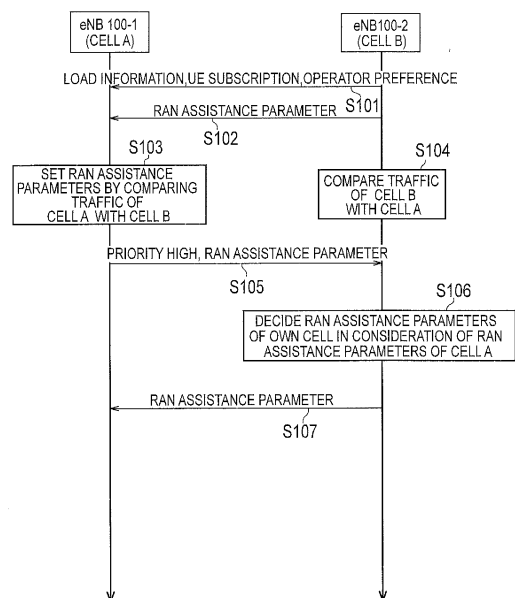 eNB 100-1
(CELL A)
eNB100-2
(CELL B)
LOAD INFORMATION,UE SUBSCRIPTION,OPERATOR PREFERENCE
S101
RAN ASSISTANCE PARAMETER
S102
S103
SET RAN ASSISTANCE
PARAMETERS BY COMPARING
TRAFFIC OF
CELL A WITH CELL B
S104
COMPARE TRAFFIC
OF CELL B
WITH CELL A
PRIORITY HIGH, RAN ASSISTANCE PARAMETER
S105
S106
DECIDE RAN ASSISTANCE PARAMETERS
OF OWN CELL IN CONSIDERATION OF RAN
ASSISTANCE PARAMETERS OF CELL A
RAN ASSISTANCE PARAMETER
S107